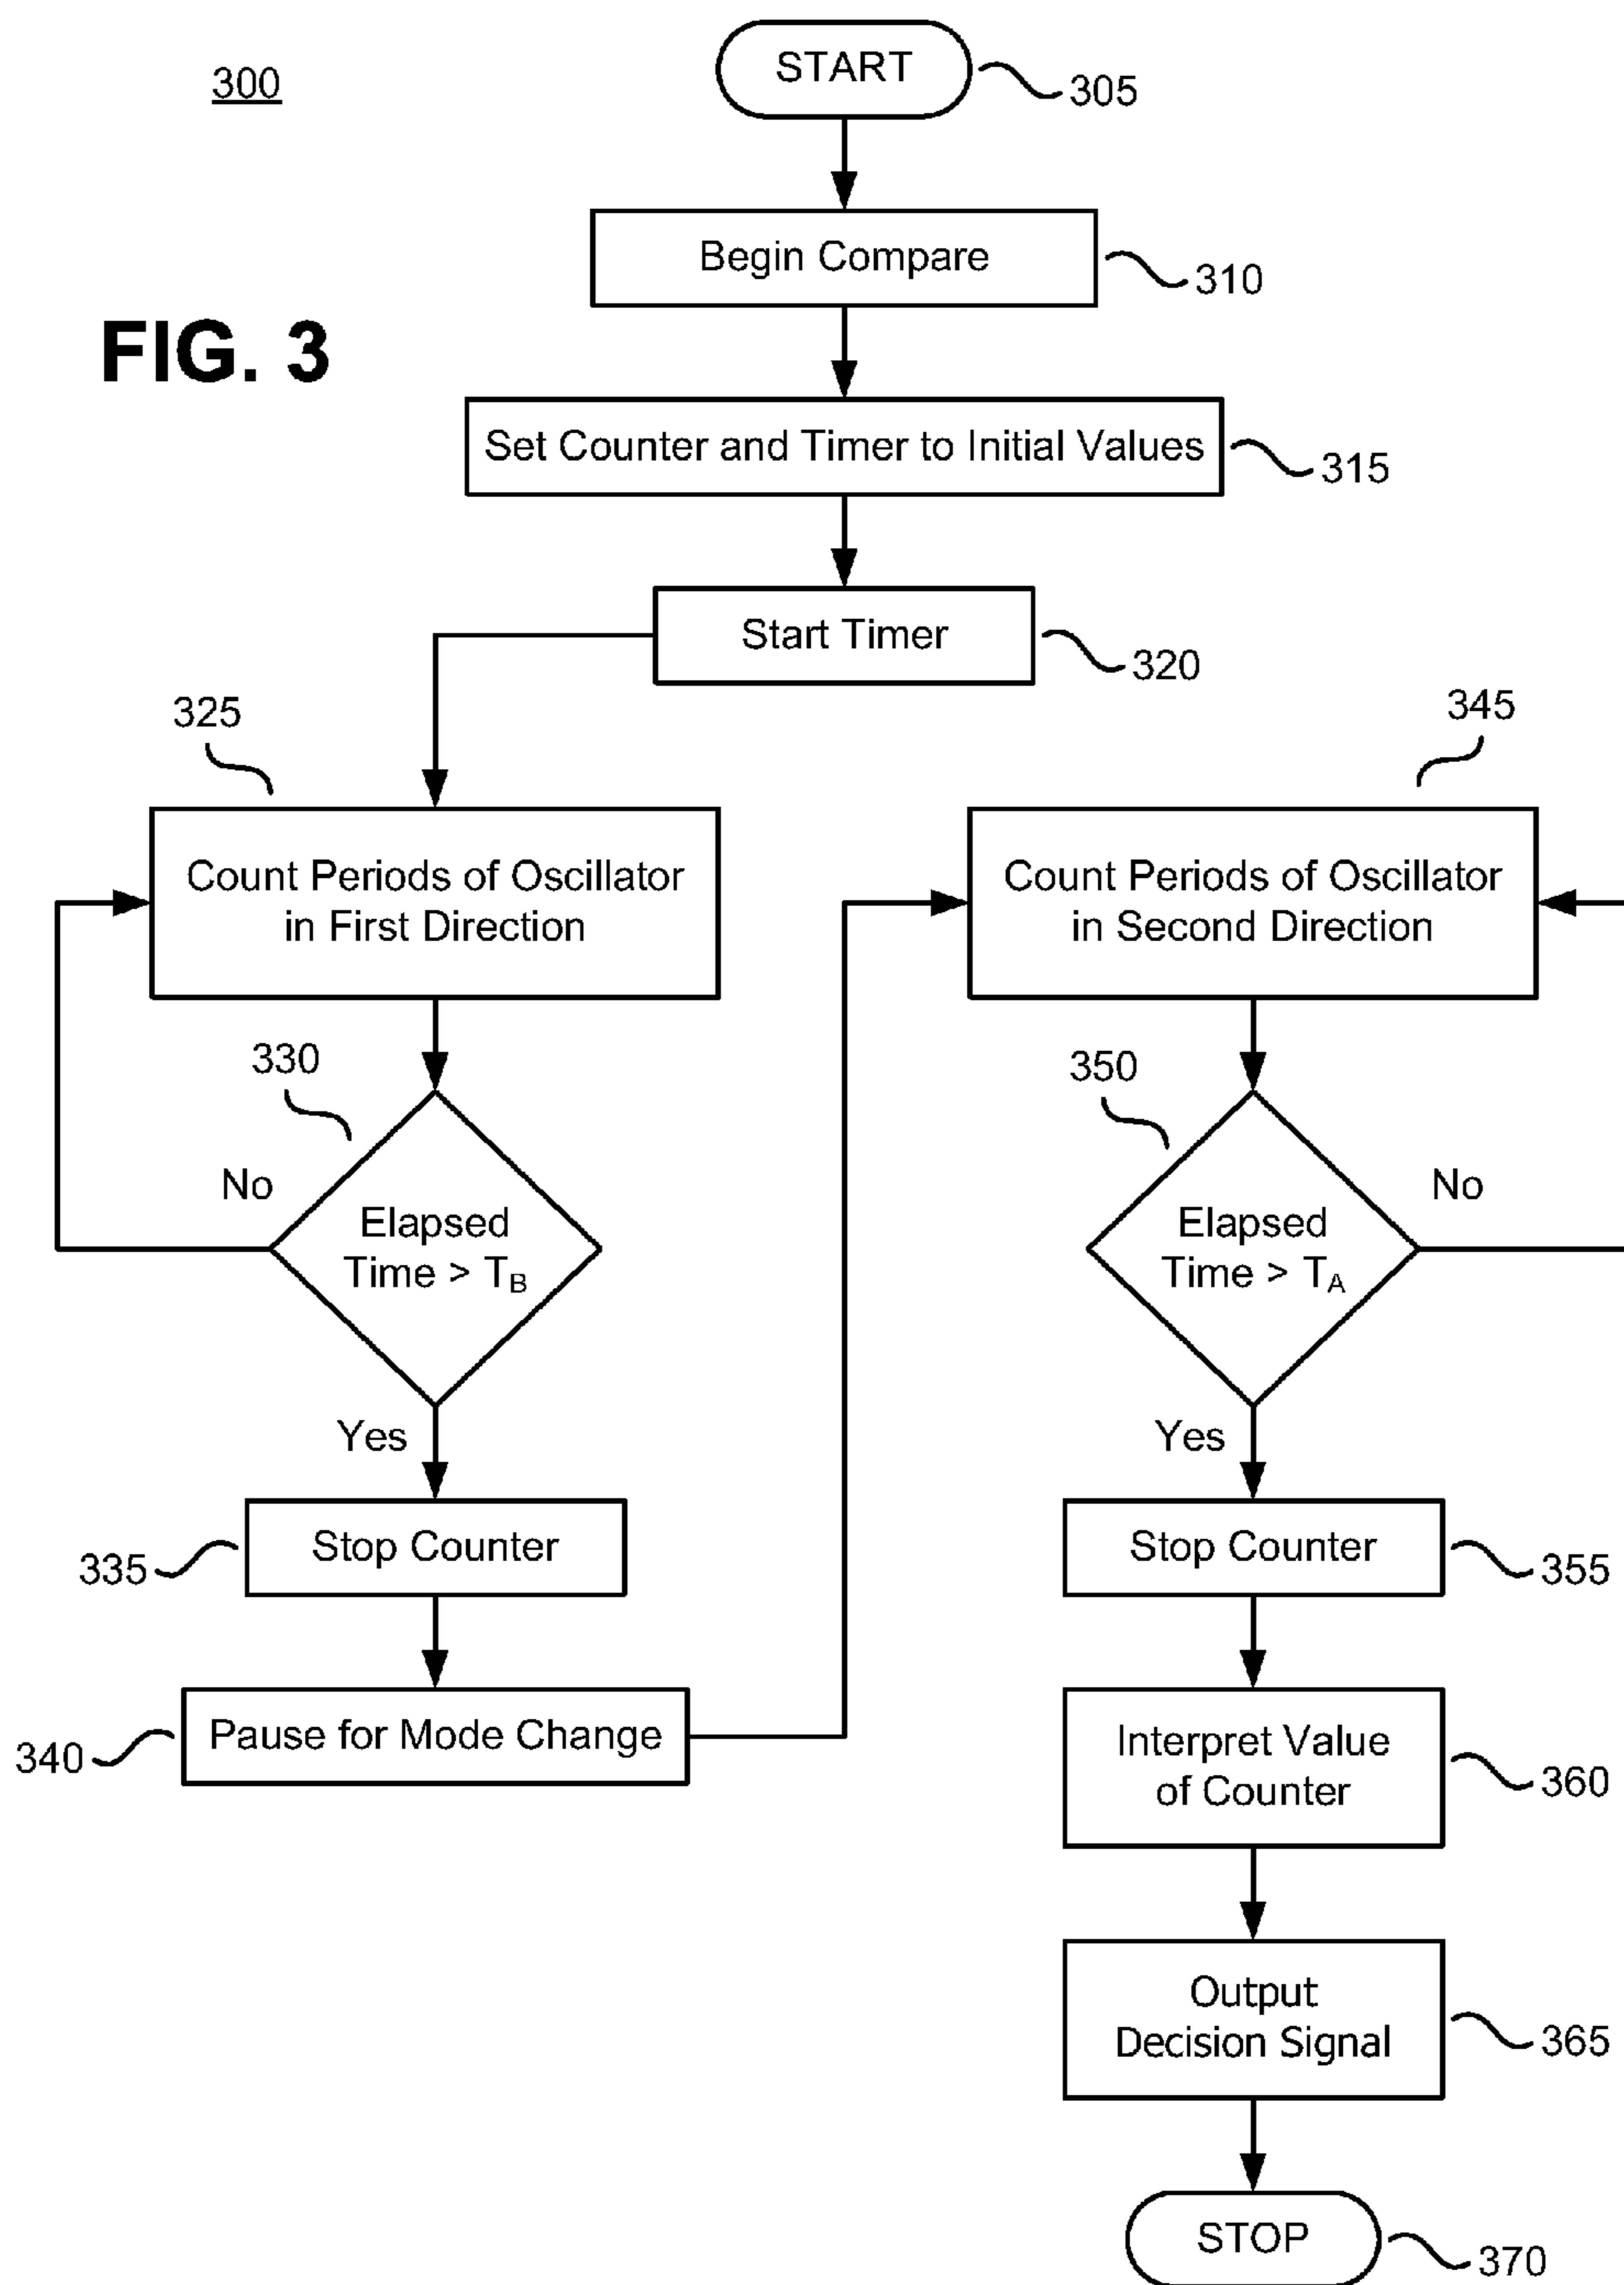 300
START
305
Begin Compare
310
FIG. 3
Set Counter and Timer to Initial Values
315
Start Timer
320
325
Count Periods of Oscillator
in First Direction
330
No
Elapsed
Time > T_B
Yes
Stop Counter
335
Pause for Mode Change
340
345
Count Periods of Oscillator
in Second Direction
350
No
Elapsed
Time > T_A
Yes
Stop Counter
355
Interpret Value
of Counter
360
Output
Decision Signal
365
STOP
370